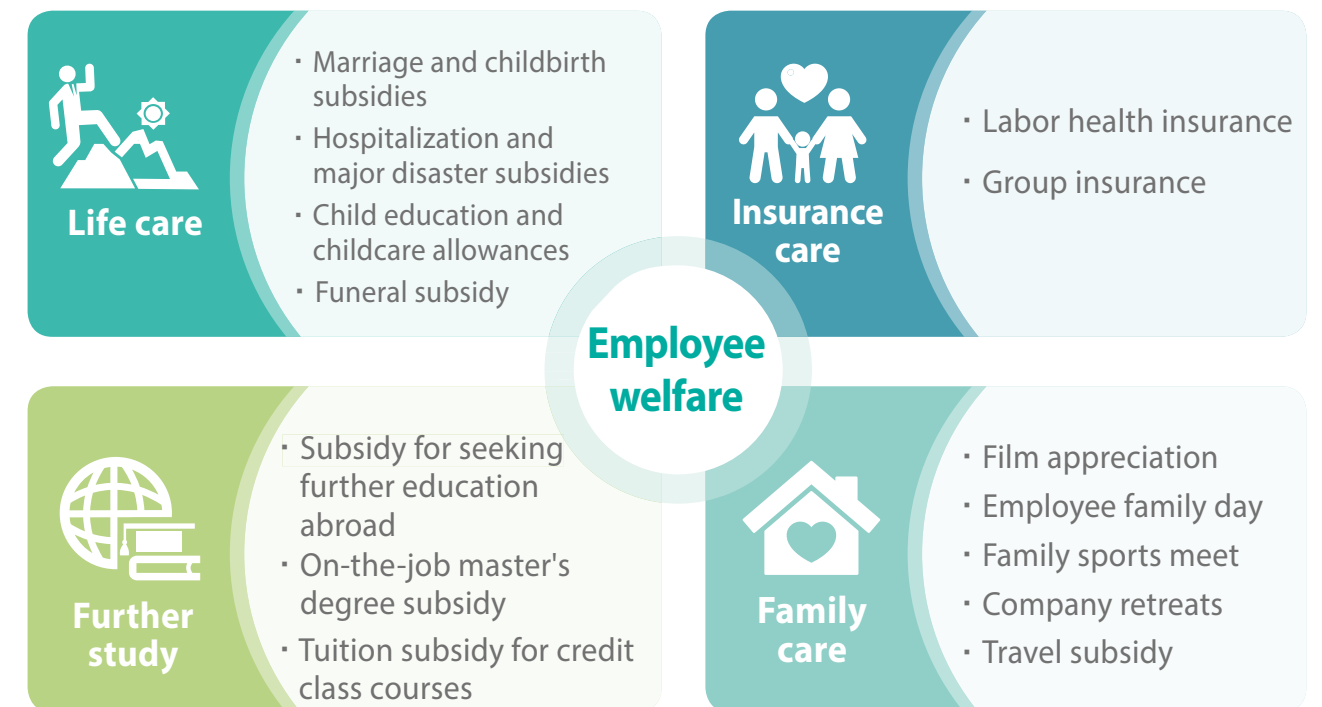 Life care
· Marriage and childbirth
subsidies
· Hospitalization and
major disaster subsidies
· Child education and
childcare allowances
· Funeral subsidy
Insurance
care
· Labor health insurance
· Group insurance
Employee
welfare
Further
study
· Subsidy for seeking
further education
abroad
· On-the-job master's
degree subsidy
· Tuition subsidy for credit
class courses
Family
care
· Film appreciation
· Employee family day
· Family sports meet
· Company retreats
· Travel subsidy